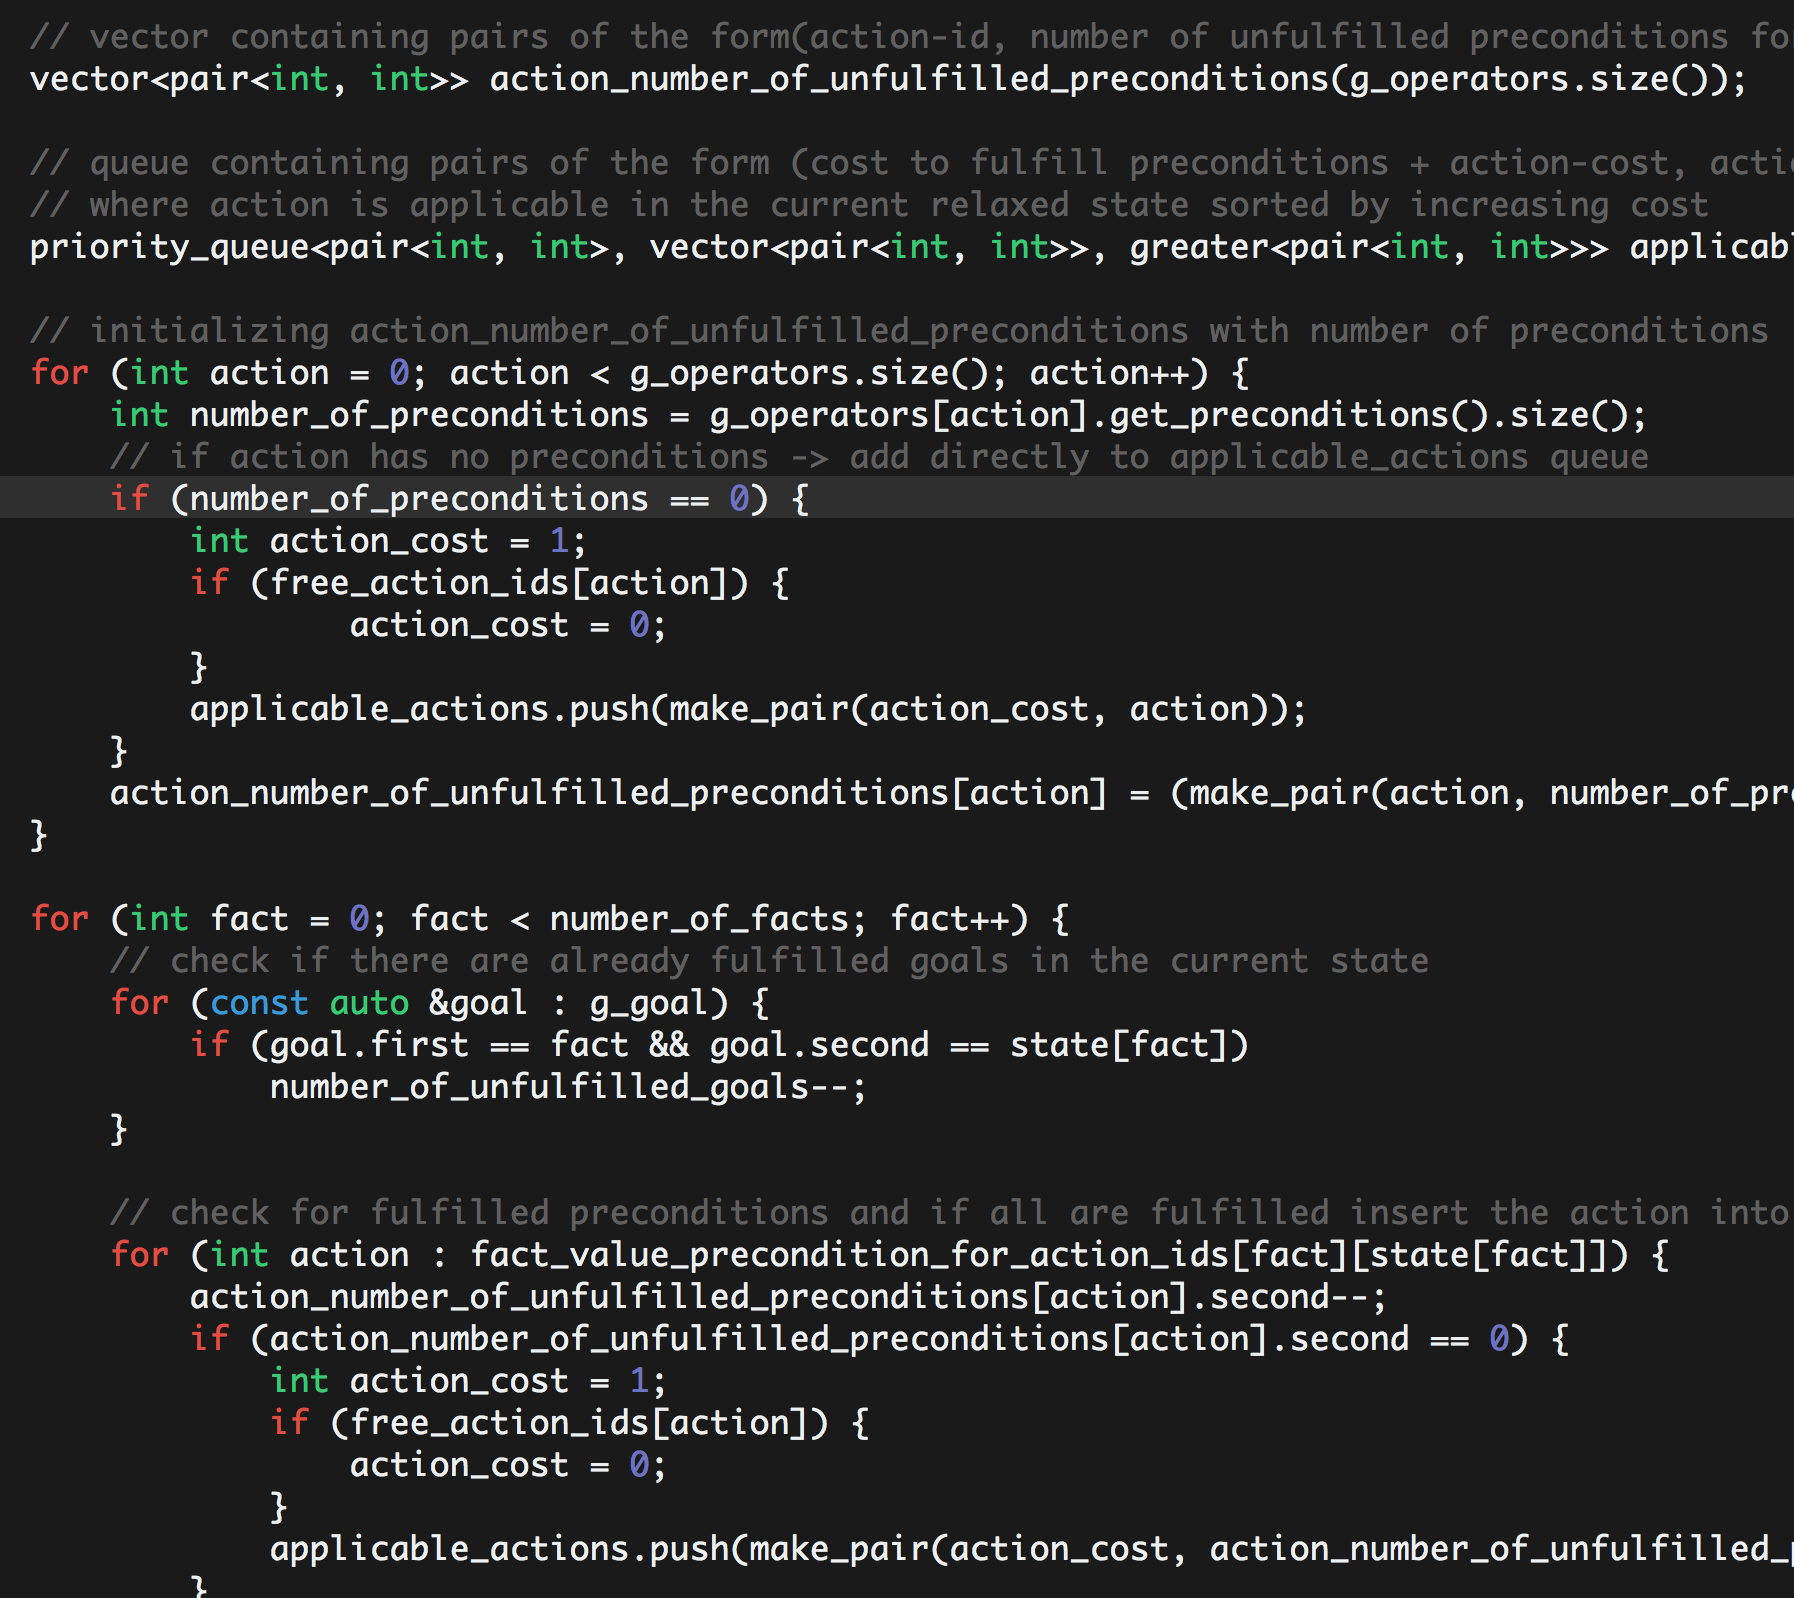 // vector containing pairs of the form(action-id, number of unfulfilled preconditions
vector<pair<int, int>> action_number_of_unfulfilled_preconditions(g_operators.size());
// queue containing pairs of the form (cost to fulfill preconditions + action-cost,
// where action is applicable in the current relaxed state sorted by increasing cost
priority_queue<pair<int, int>, vector<pair<int, int>>, greater<pair<int, int>>>
// initializing action_number_of_unfulfilled_preconditions with number of preconditions
for (int action = 0; action < g_operators.size(); action++) {
int number_of_preconditions = g_operators[action].get_preconditions().size();
// if action has no preconditions -> add directly to applicable_actions queue
if (number_of_preconditions == 0) {
int action_cost = 1;
if (free_action_ids[action]) {
action_cost = 0;
}
applicable_actions.push(make_pair(action_cost, action));
}
action_number_of_unfulfilled_preconditions[action] = (make_pair(action,
}
for (int fact = 0; fact < number_of_facts; fact++) {
// check if there are already fulfilled goals in the current state
for (const auto &goal : g_goal) {
if (goal.first == fact && goal.second == state[fact])
number_of_unfulfilled_goals--;
}
// check for fulfilled preconditions and if all are fulfilled insert the action into
for (int action : fact_value_precondition_for_action_ids[fact][state[fact]]) {
action_number_of_unfulfilled_preconditions[action].second--;
if (action_number_of_unfulfilled_preconditions[action].second == 0) {
int action_cost = 1;
if (free_action_ids[action]) {
action_cost = 0;
}
applicable_actions.push(make_pair(action_cost,
}